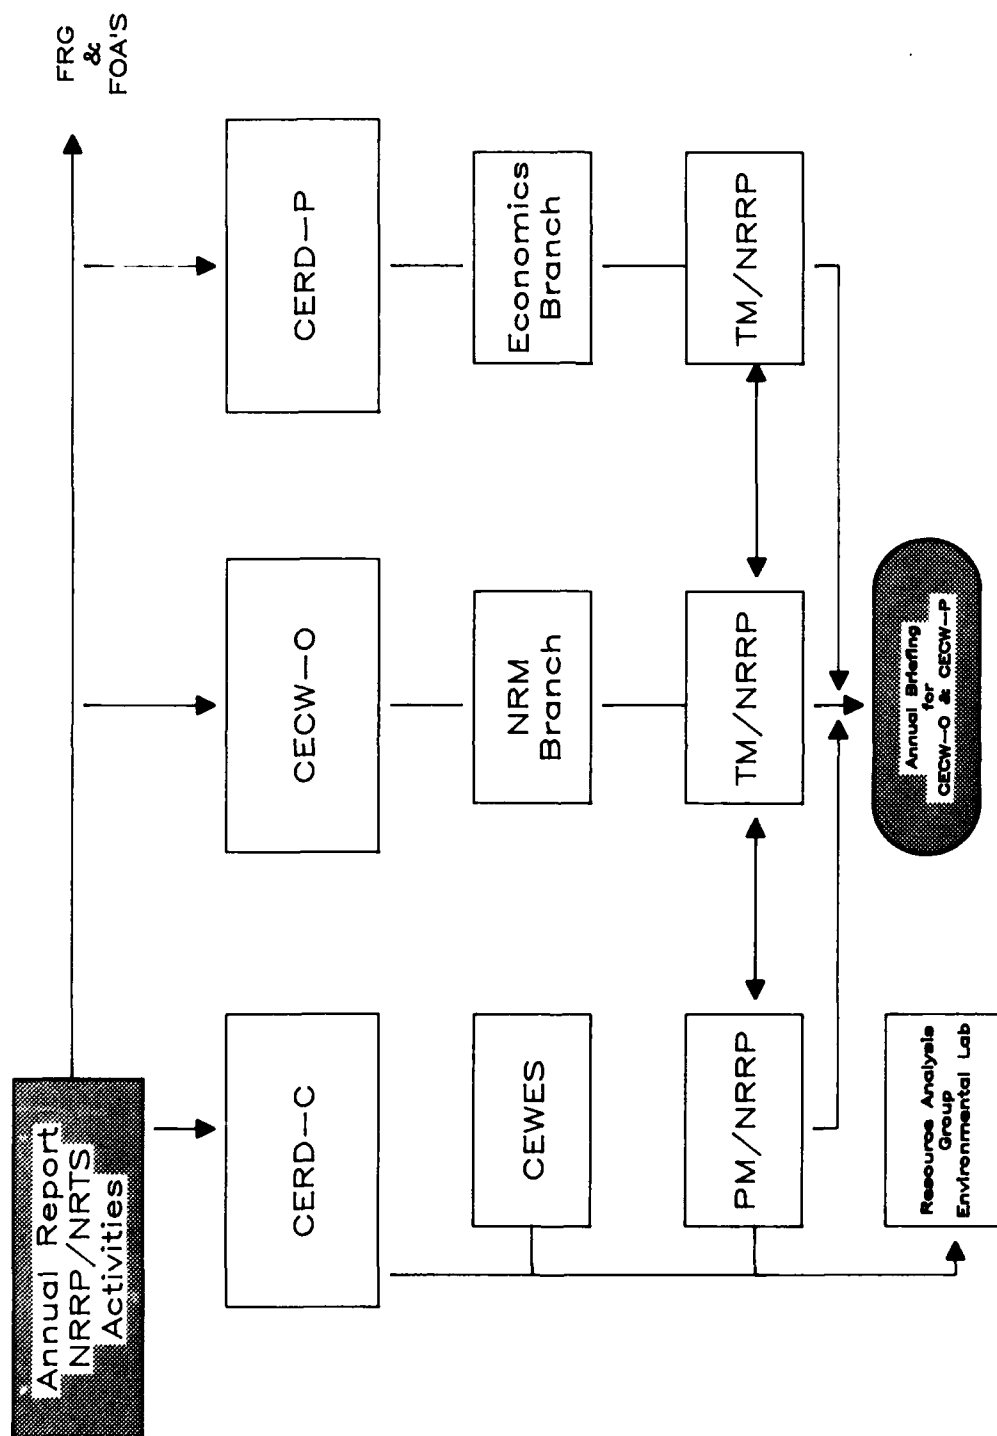 Annual Report
NRRP/NRTS
Activities
FRG
&
FOA'S
CERD-C
CECW-O
CERD-P
CEWES
NRM
Branch
Economics
Branch
PM/NRRP
TM/NRRP
TM/NRRP
Resource Analysis
Group
Environmental Lab
Annual Briefing
for
CECW-O & CECW-P